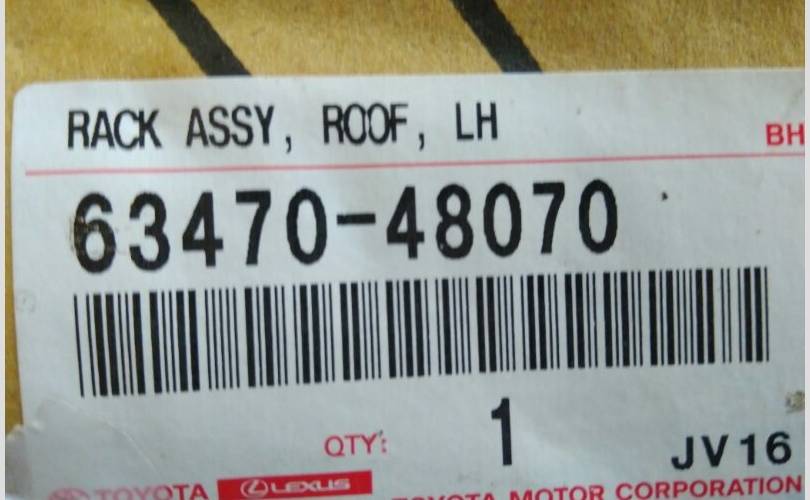 RACK ASSY, ROOF, LH
BH
63470-48070
QTY: 1 JV16
TOYOTA LEXUS TOYOTA MOTOR CORPORATION